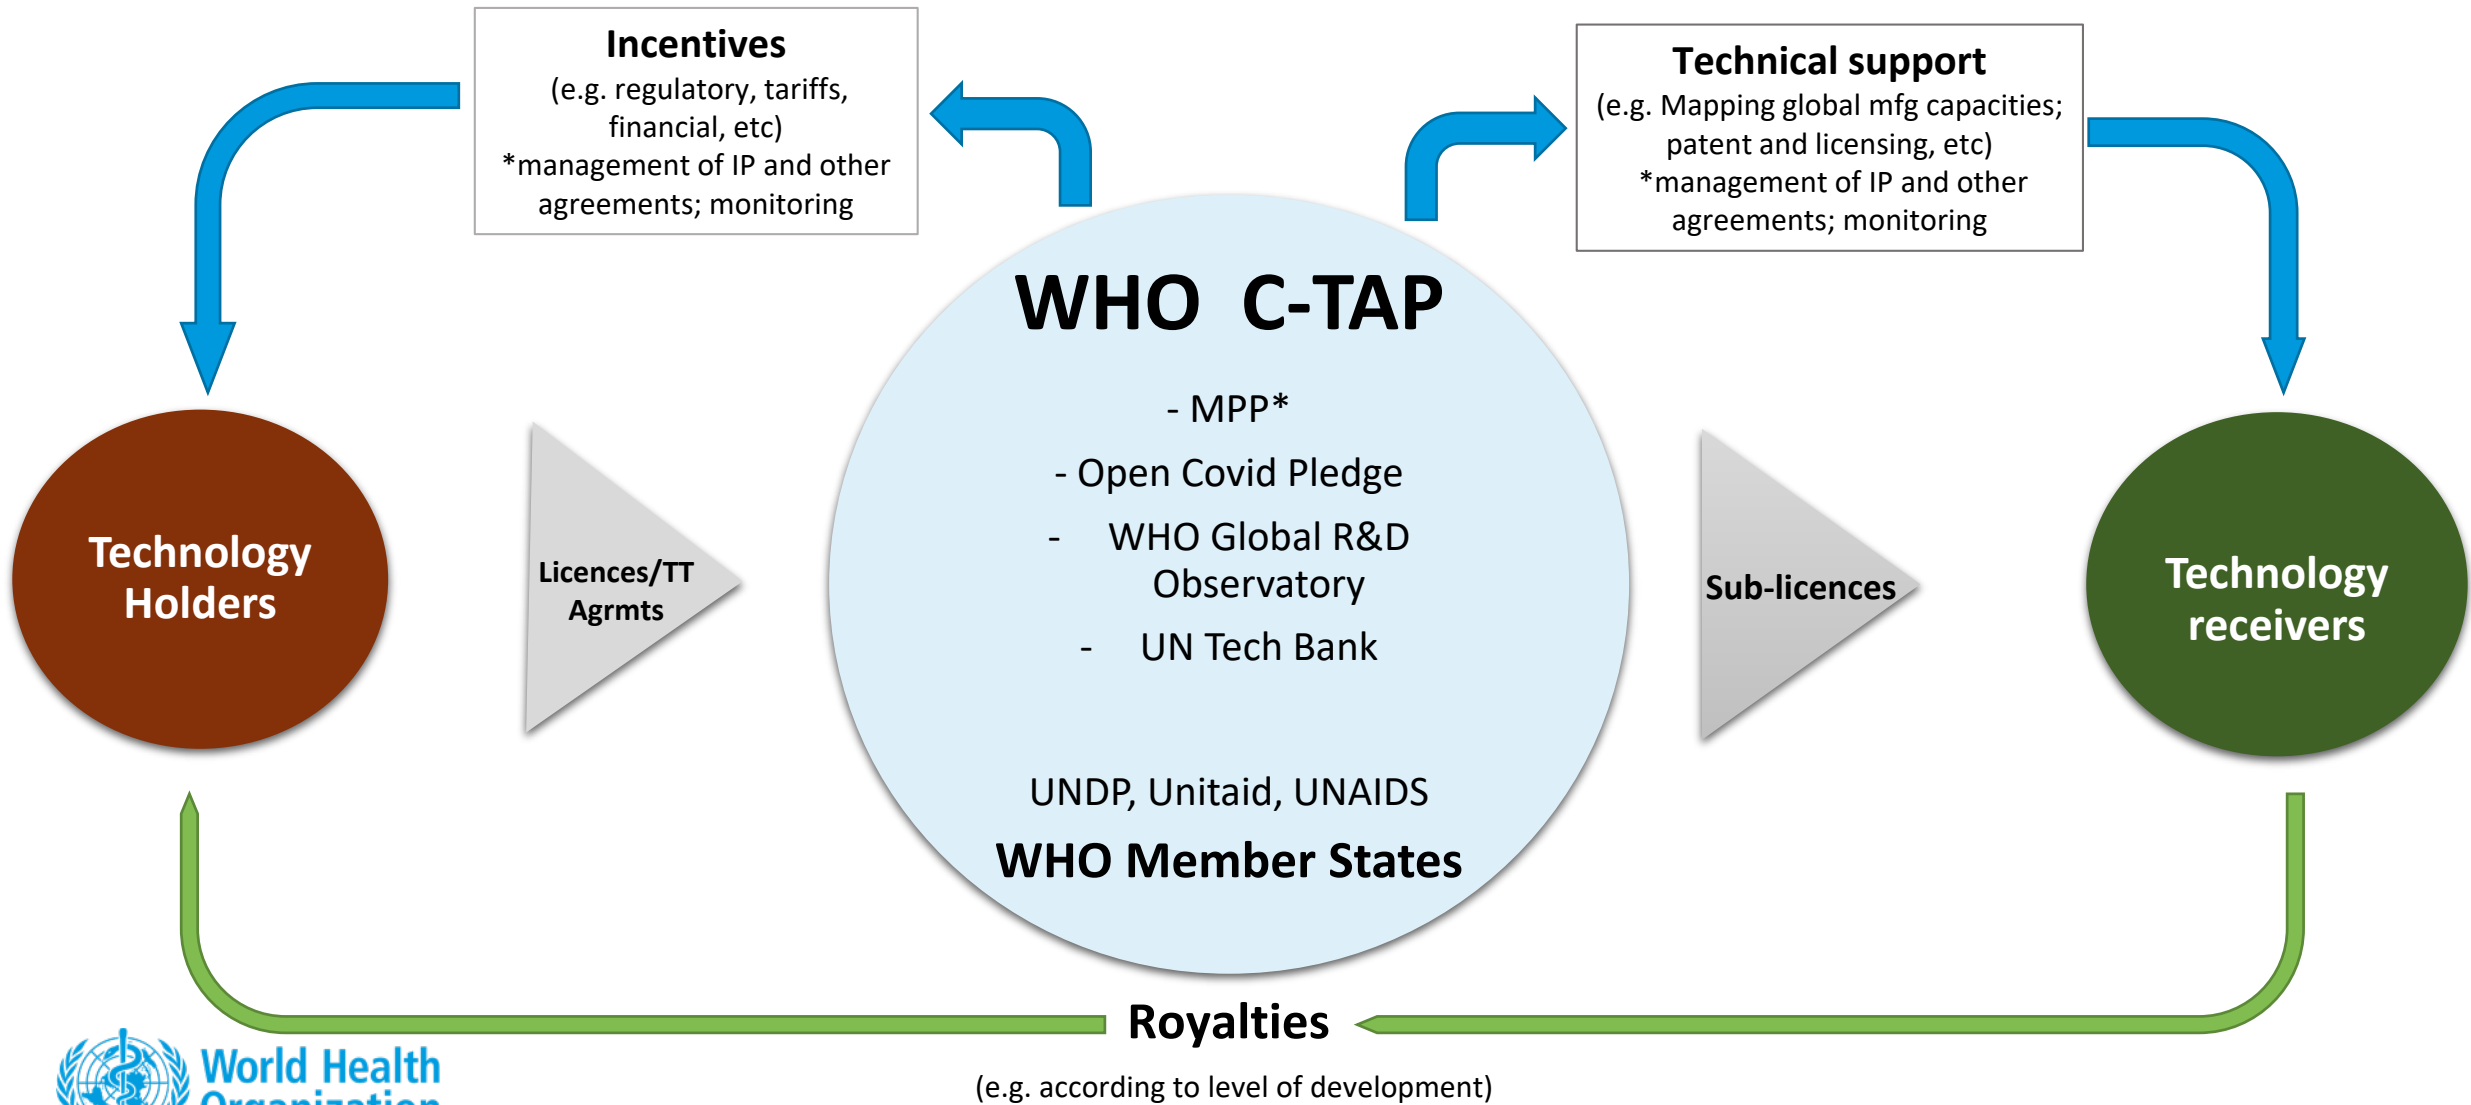 Incentives
(e.g. regulatory, tariffs,
financial, etc)
*management of IP and other
agreements; monitoring
Technical support
(e.g. Mapping global mfg capacities;
patent and licensing, etc)
*management of IP and other
agreements; monitoring
WHO C-TAP
- MPP*
- Open Covid Pledge
- WHO Global R&D
Observatory
- UN Tech Bank
UNDP, Unitaid, UNAIDS
WHO Member States
Technology
Holders
Licences/TT
Agrmts
Sub-licences
Technology
receivers
Royalties
(e.g. according to level of development)
World Health
Organization